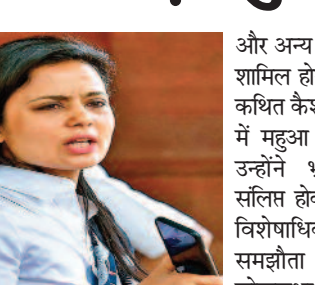 और अन्य
शामिल हो
कथित कैश
में महुआ
उन्होंने भ्
संलिप्त होव
विशेषाधिव
समझौता